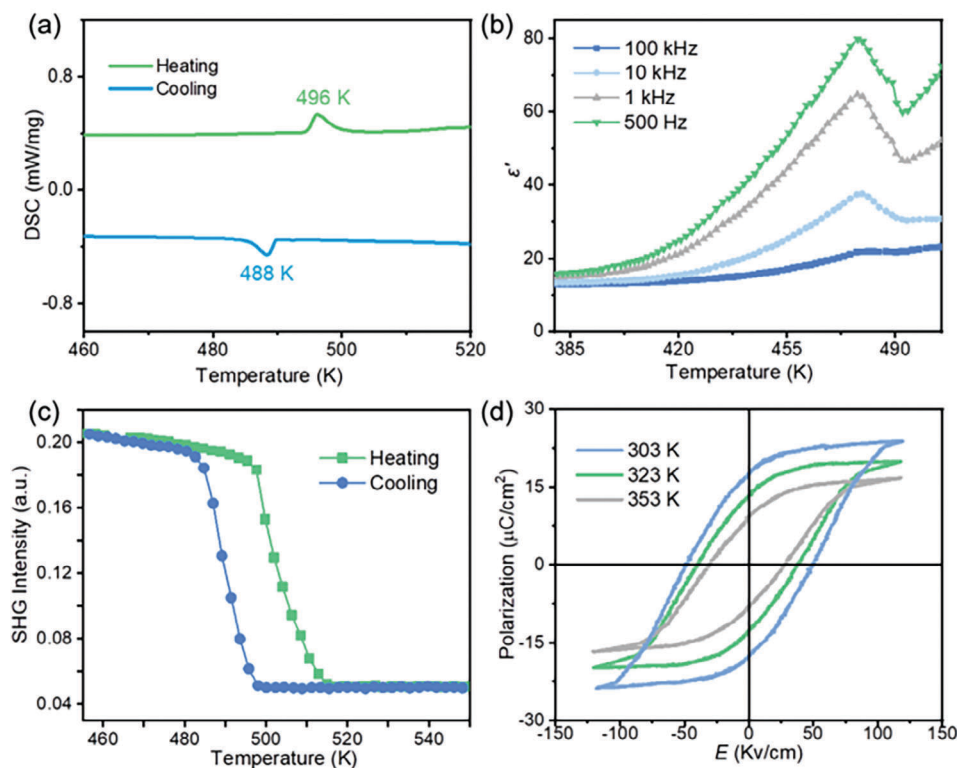 (a)
Heating
Cooling
496 K
488 K
0.8
0.0
-0.8
DSC (mW/mg)
460 480 500 520
Temperature (K)
(b)
100 kHz
10 kHz
1 kHz
500 Hz
80
60
40
20
0
ε'
385 420 455 490
Temperature (K)
(c)
Heating
Cooling
0.20
0.16
0.12
0.08
0.04
SHG Intensity (a.u.)
460 480 500 520 540
Temperature (K)
(d)
303 K
323 K
353 K
30
15
0
-15
-30
Polarization (μC/cm²)
-150 -100 -50 0 50 100 150
E (Kv/cm)